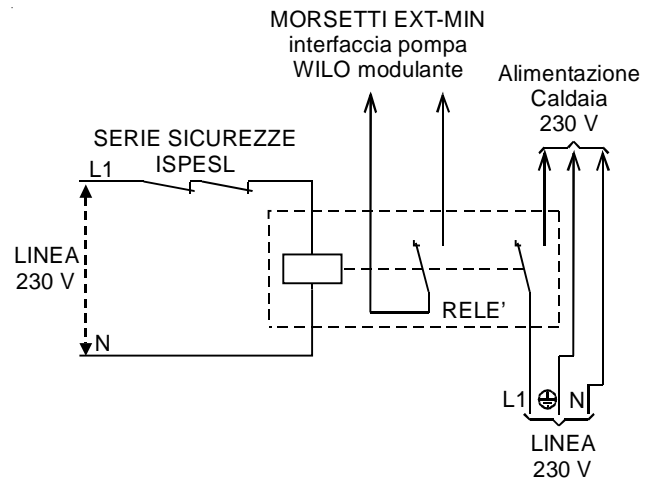 MORSETTI EXT-MIN
interfaccia pompa
WILO modulante
Alimentazione
Caldaia
230 V
SERIE SICUREZZE
ISPESL
L1
LINEA
230 V
RELE'
N
L1
N
LINEA
230 V